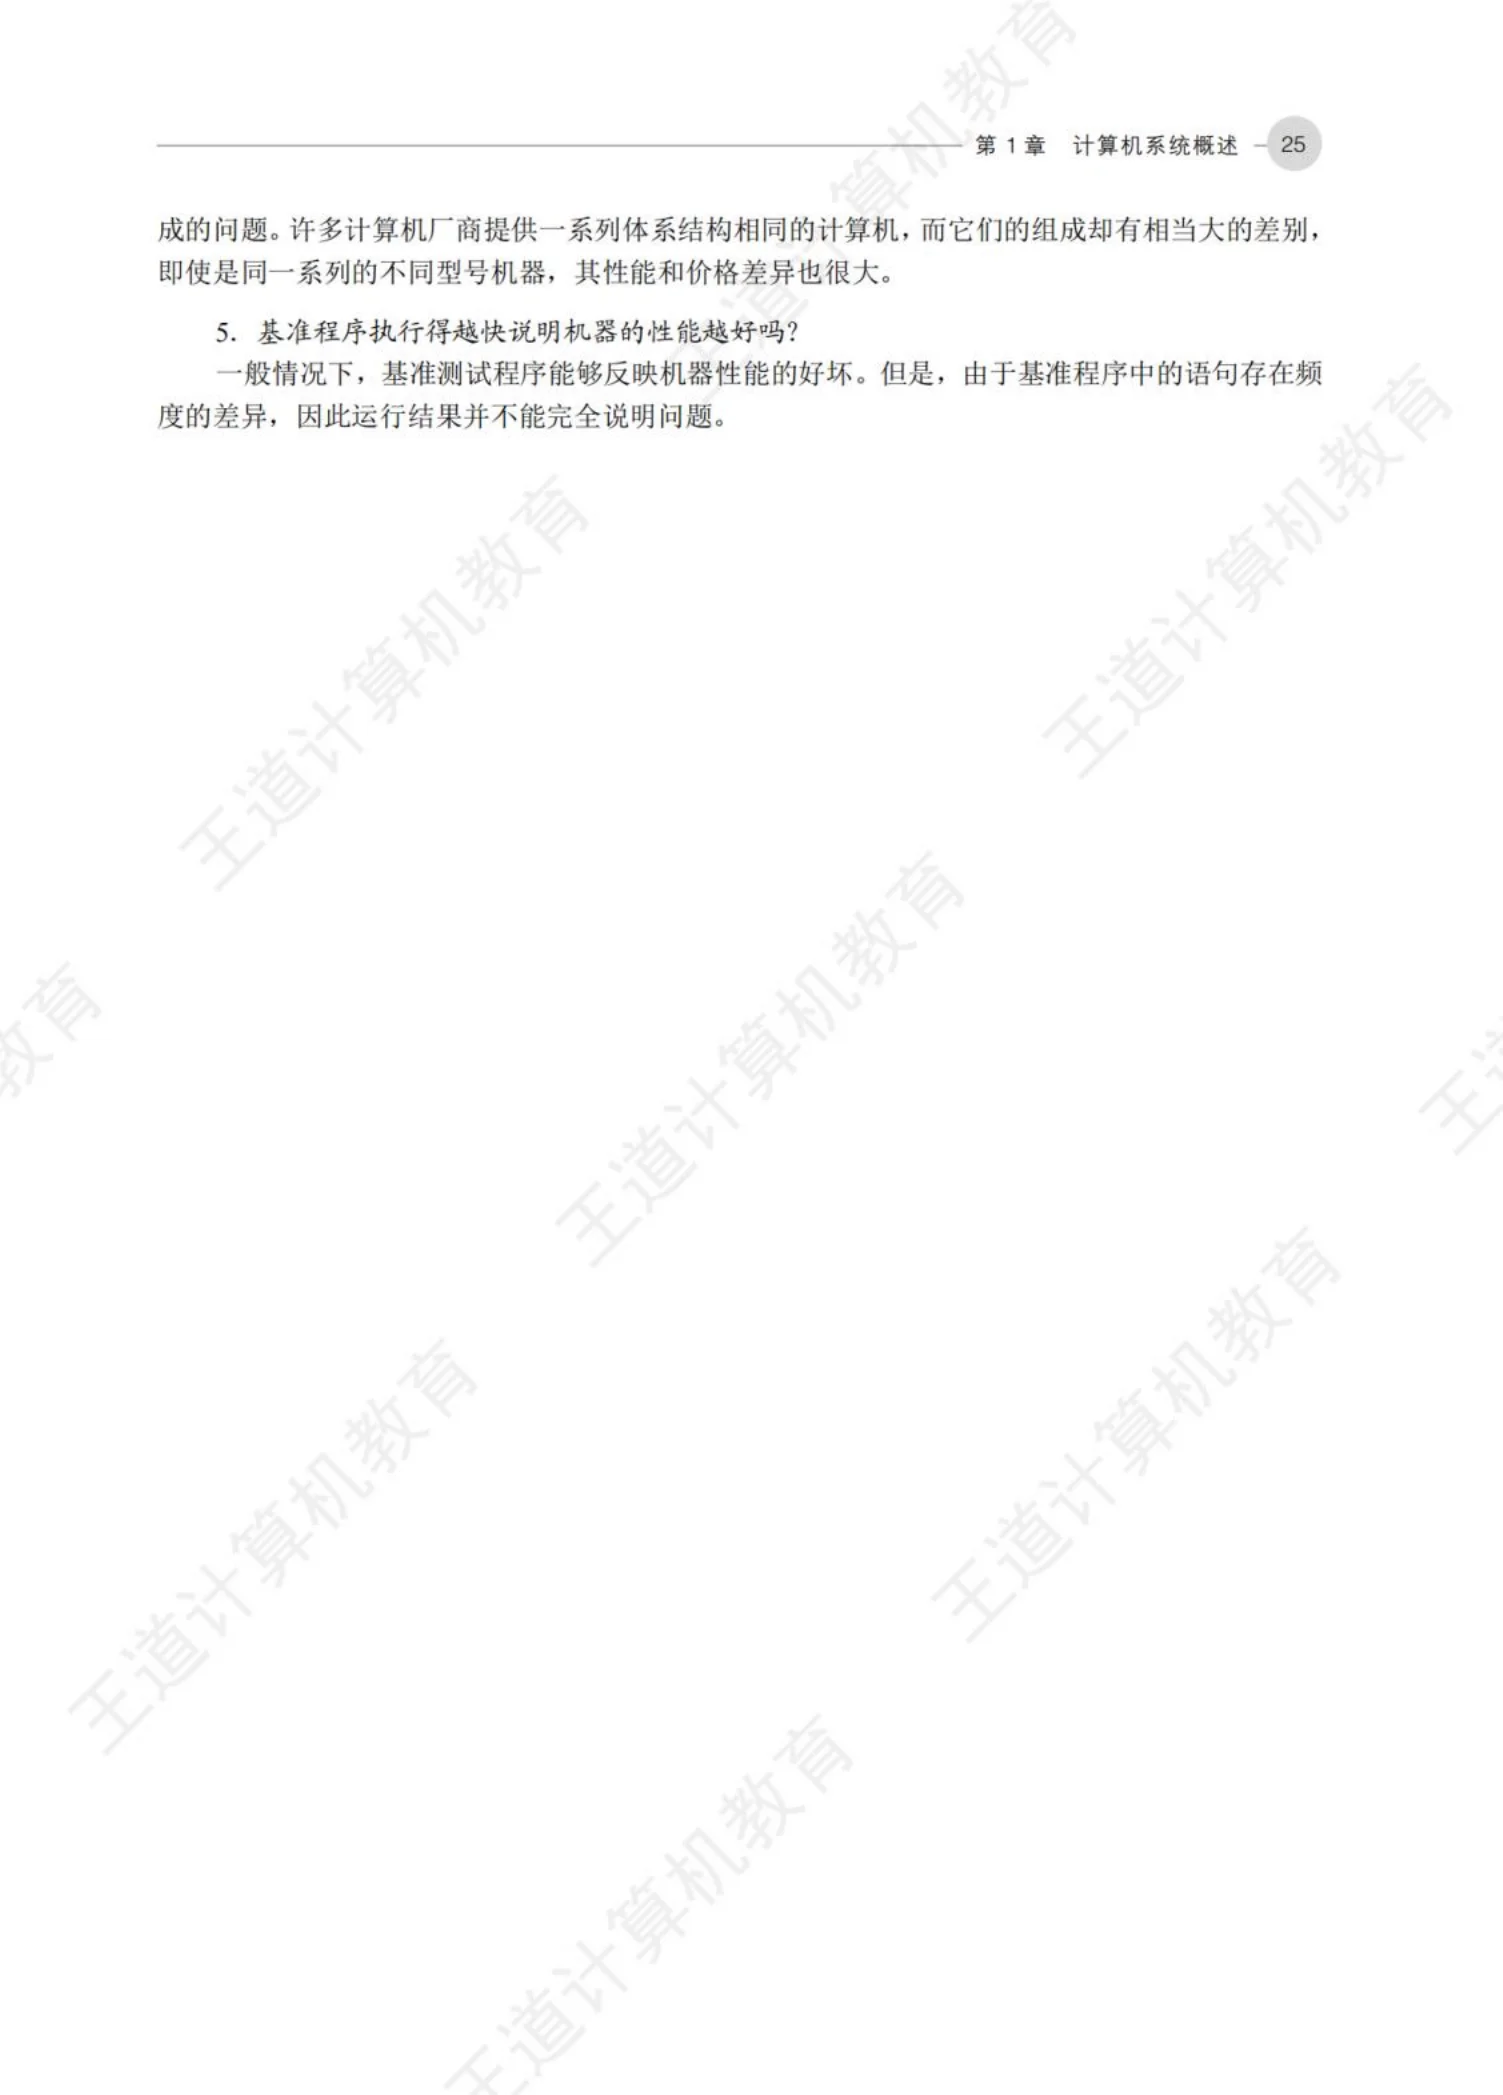 第 1 章 计算机系统概述 25
成的问题。许多计算机厂商提供一系列体系结构相同的计算机，而它们的组成却有相当大的差别，
即使是同一系列的不同型号机器，其性能和价格差异也很大。
5. 基准程序执行得越快说明机器的性能越好吗？
一般情况下，基准测试程序能够反映机器性能的好坏。但是，由于基准程序中的语句存在频
度的差异，因此运行结果并不能完全说明问题。
王道计算机教育
王道计算机教育
王道计算机教育
王道计算机教育
教育
王道
王道计算机教育
王道计算机教育
王道计算机教育